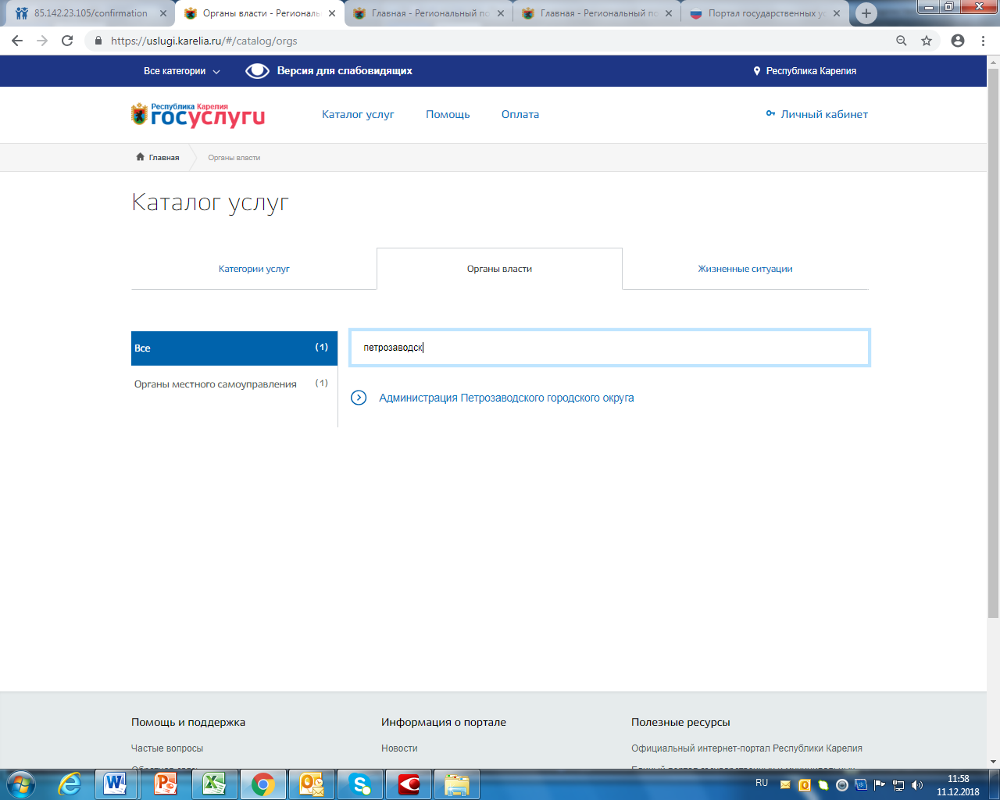 85.142.23.105/confirmation
Органы власти - Региональн
Главная - Региональный по
Главная - Региональный по
Портал государственных ус
https://uslugi.karelia.ru/#/catalog/orgs
Все категории
Версия для слабовидящих
Республика Карелия
Республика Карелия
госуслуги
Каталог услуг
Помощь
Оплата
Личный кабинет
Главная
Органы власти
Каталог услуг
Категории услуг
Органы власти
Жизненные ситуации
Все (1)
петрозаводск
Органы местного самоуправления (1)
Администрация Петрозаводского городского округа
Помощь и поддержка
Информация о портале
Полезные ресурсы
Частые вопросы
Новости
Официальный интернет-портал Республики Карелия
RU
11:58
11.12.2018